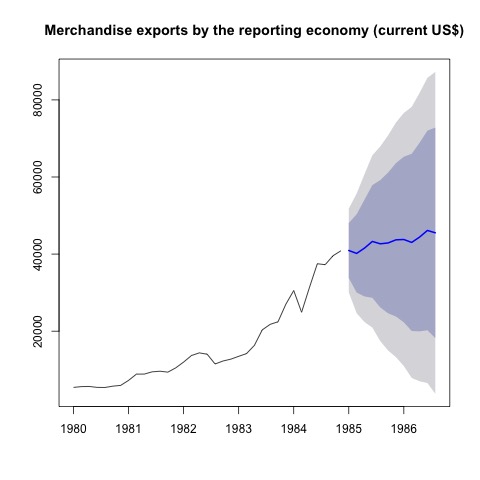 Merchandise exports by the reporting economy (current US$)
80000
60000
40000
20000
1980 1981 1982 1983 1984 1985 1986